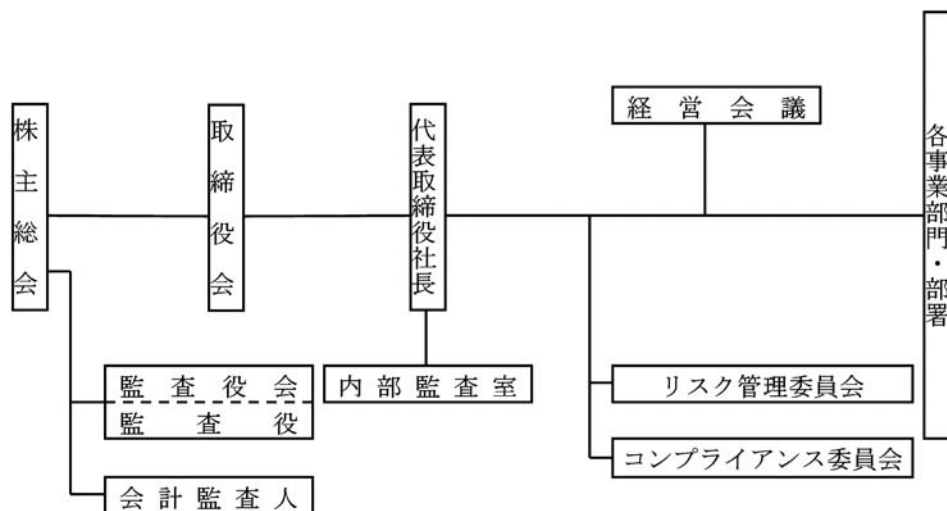 経営会議
株主総会
取締役会
代表取締役社長
各事業部門・部署
監査役会
監査役
内部監査室
リスク管理委員会
コンプライアンス委員会
会計監査人